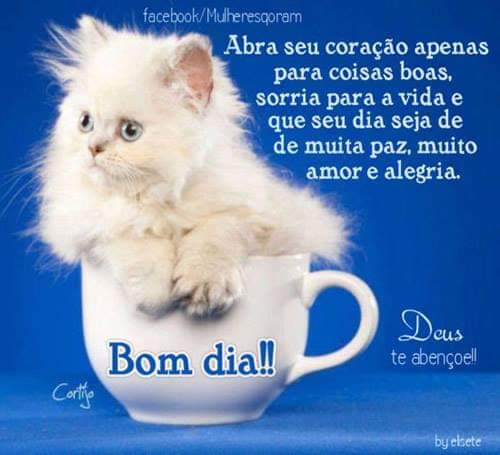 facebook/Mulheresqoram
Abra seu coração apenas
para coisas boas,
sorria para a vida e
que seu dia seja de
de muita paz, muito
amor e alegria.
Deus
te abençoe!!
Bom dia!!
Cortijo
by elsete